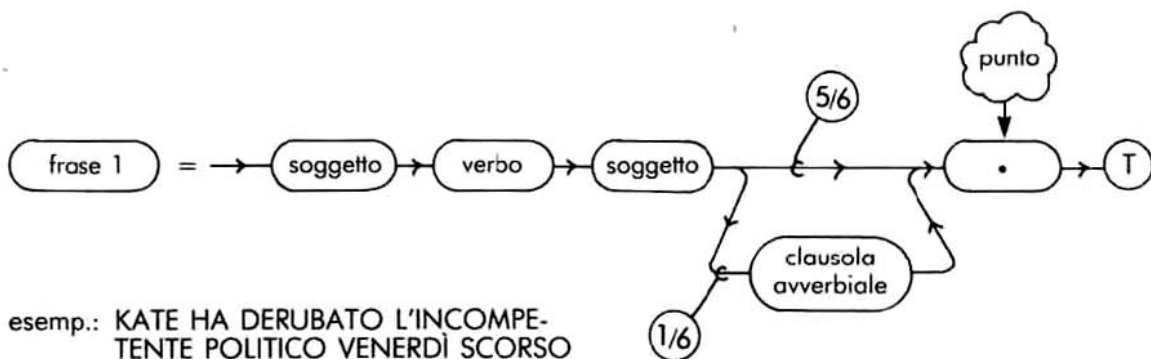 punto
5/6
frase 1 = soggetto verbo soggetto . T
clausola
avverbiale
1/6
esemp.: KATE HA DERUBATO L'INCOMPE-
TENTE POLITICO VENERDÌ SCORSO